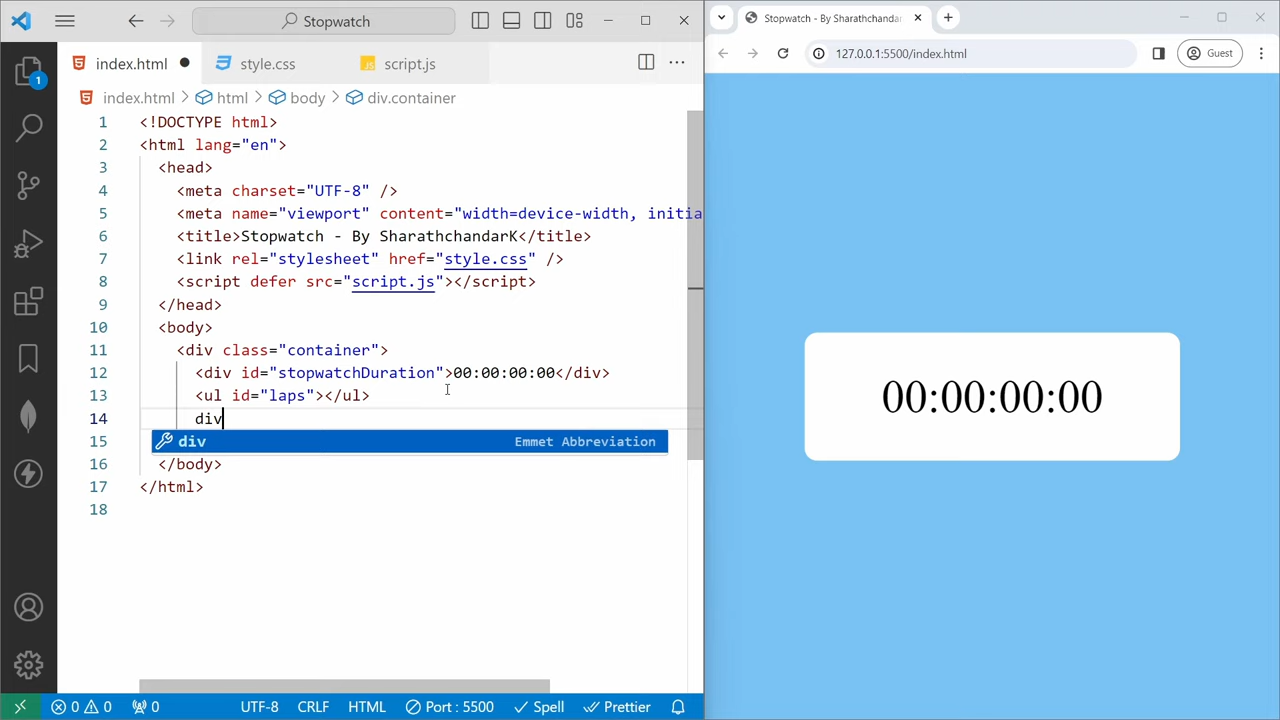 Stopwatch
index.html
style.css
script.js
index.html > html > body > div.container
1 <!DOCTYPE html>
2 <html lang="en">
3 <head>
4 <meta charset="UTF-8" />
5 <meta name="viewport" content="width=device-width, initia
6 <title>Stopwatch - By SharathchandarK</title>
7 <link rel="stylesheet" href="style.css" />
8 <script defer src="script.js"></script>
9 </head>
10 <body>
11 <div class="container">
12 <div id="stopwatchDuration">00:00:00:00</div>
13 <ul id="laps"></ul>
14 div
div Emmet Abbreviation
15
16 </body>
17 </html>
18
1
0 0 0 UTF-8 CRLF HTML Port : 5500 Spell Prettier
Stopwatch - By Sharathchandar
127.0.0.1:5500/index.html
Guest
00:00:00:00